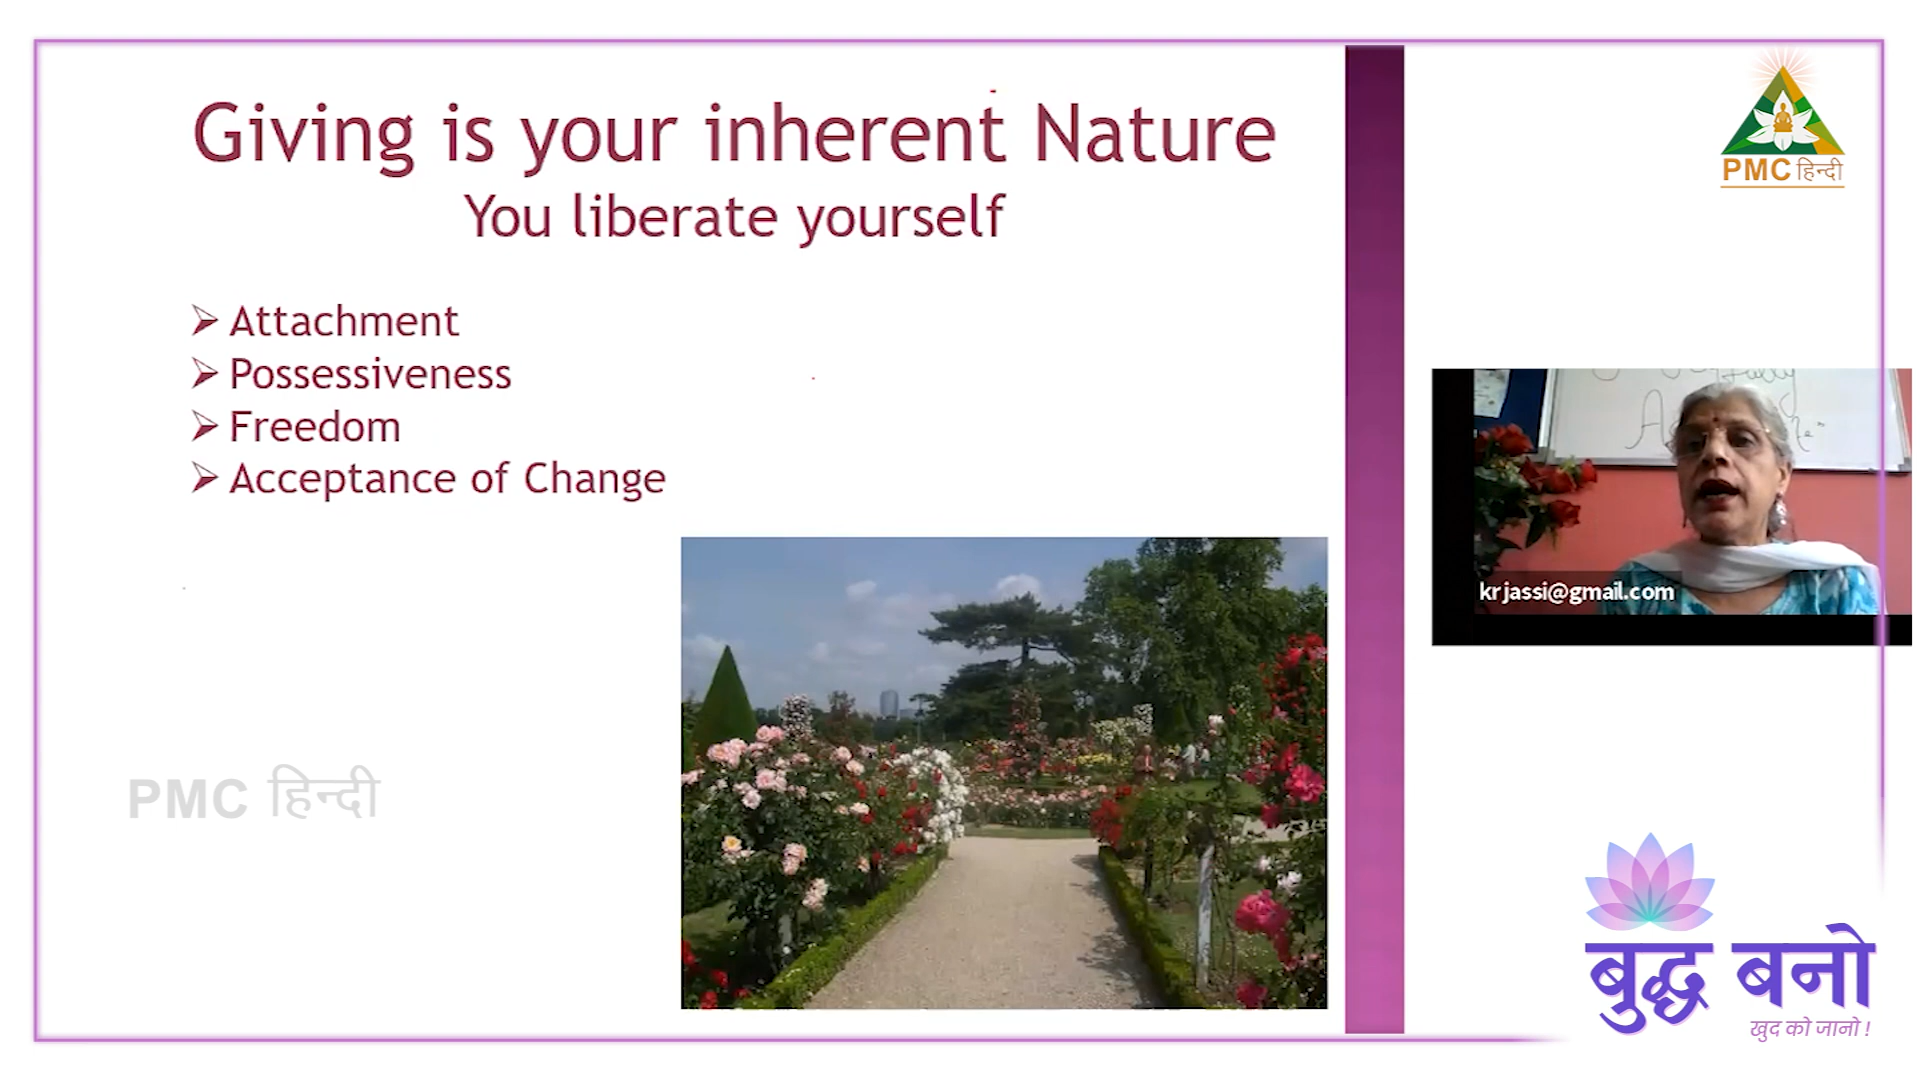 Giving is your inherent Nature
You liberate yourself
Attachment
Possessiveness
Freedom
Acceptance of Change
PMC हिन्दी
PMC हिन्दी
krjassi@gmail.com
बुद्ध बनो
खुद को जानो !